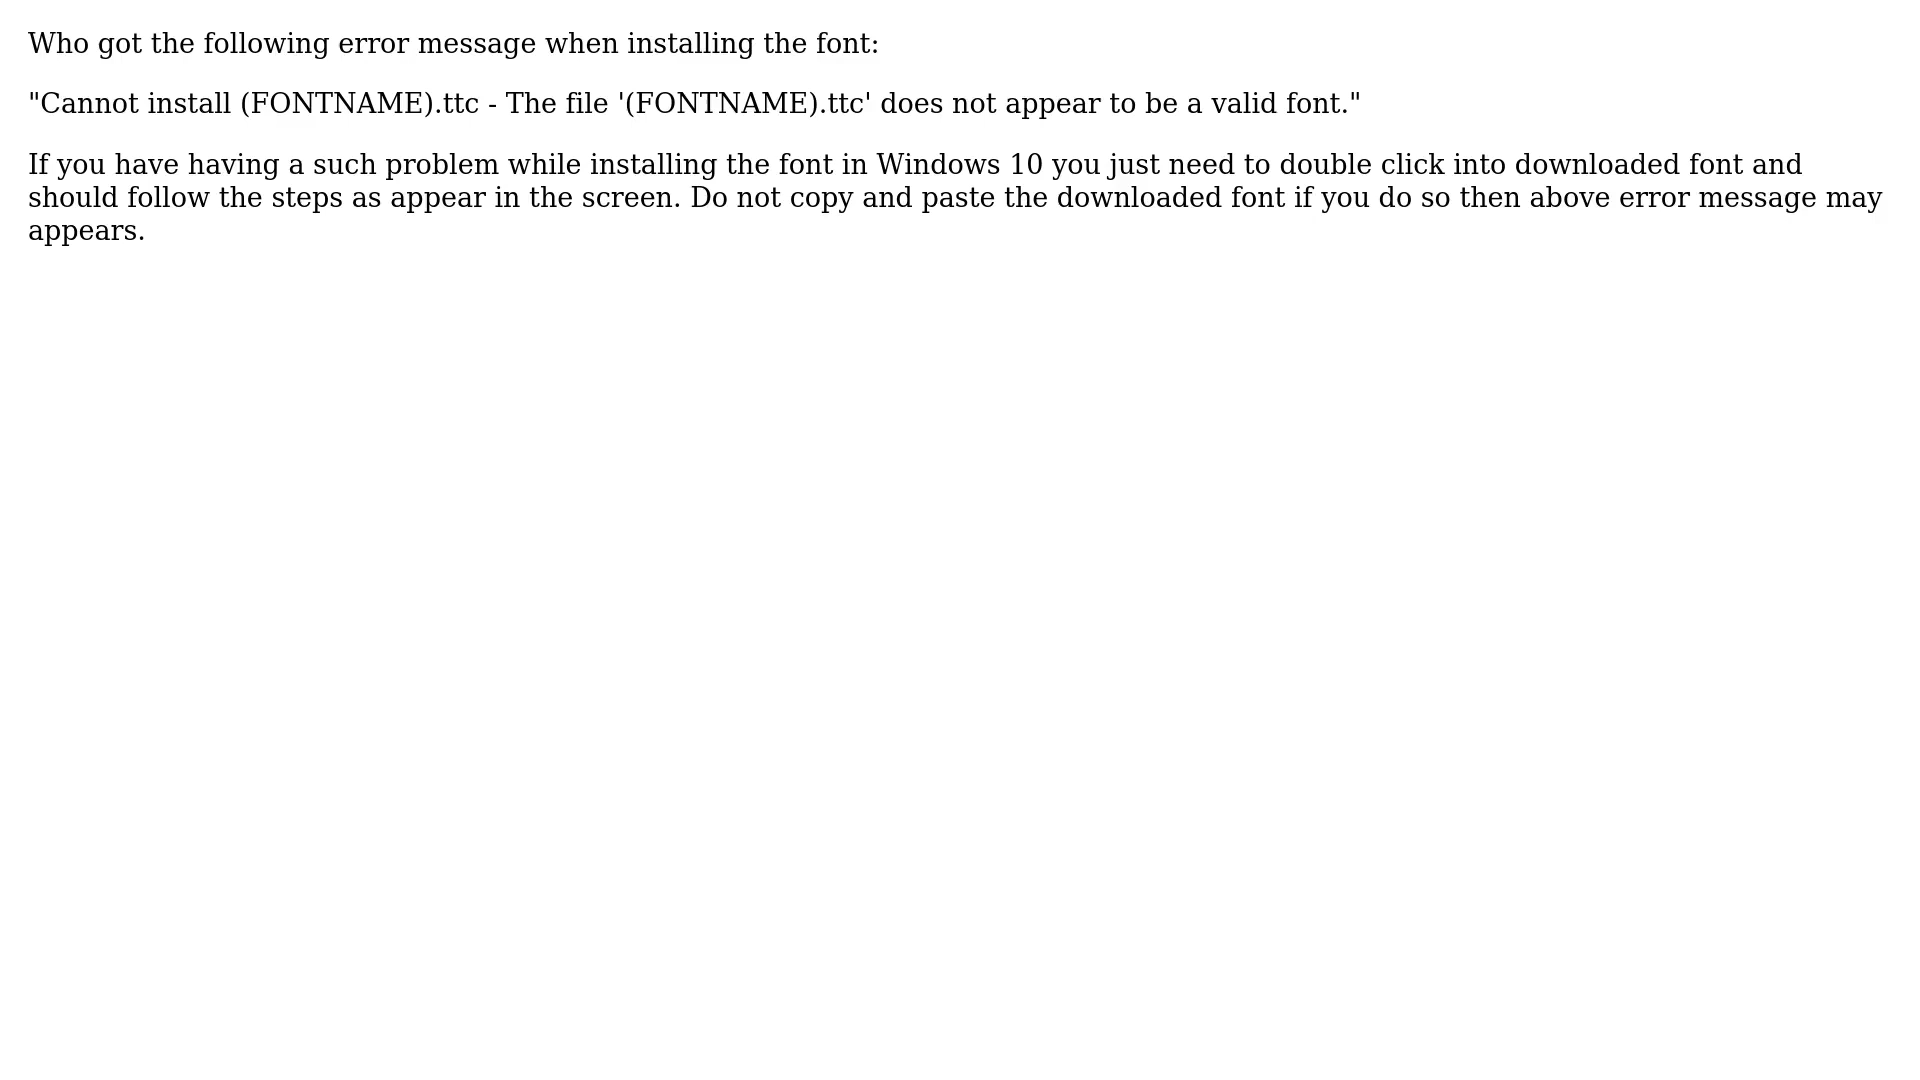 Who got the following error message when installing the font:
"Cannot install (FONTNAME).ttc - The file '(FONTNAME).ttc' does not appear to be a valid font."
If you have having a such problem while installing the font in Windows 10 you just need to double click into downloaded font and
should follow the steps as appear in the screen. Do not copy and paste the downloaded font if you do so then above error message may
appears.